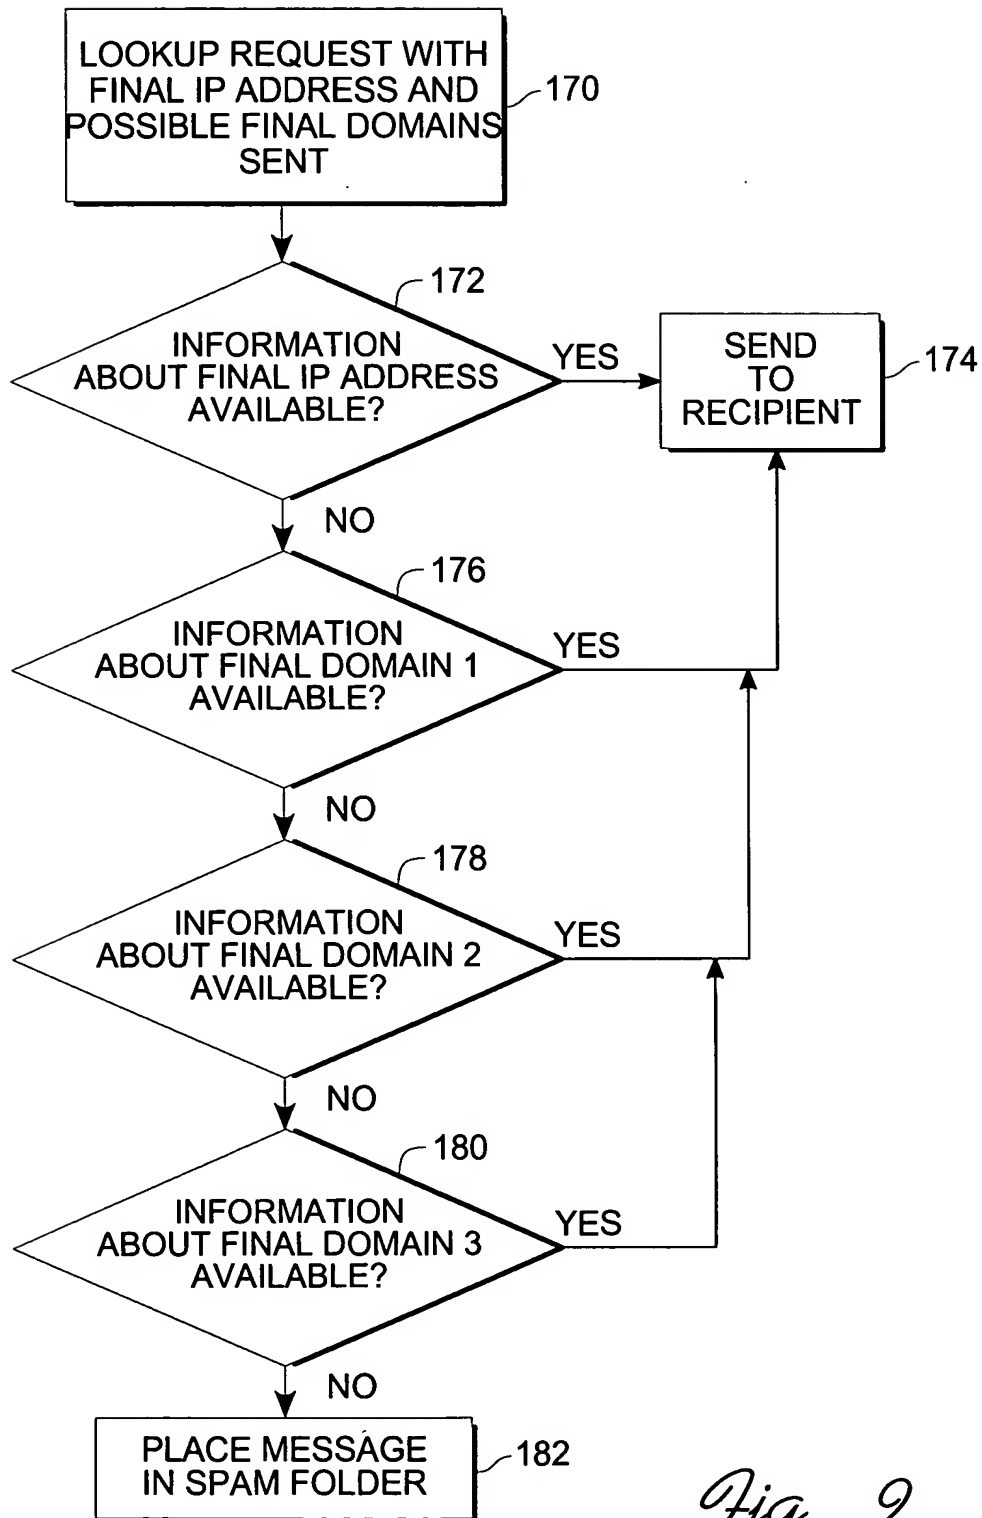 LOOKUP REQUEST WITH
FINAL IP ADDRESS AND
POSSIBLE FINAL DOMAINS
SENT
170
172
INFORMATION
ABOUT FINAL IP ADDRESS
AVAILABLE?
YES
SEND
TO
RECIPIENT
174
NO
176
INFORMATION
ABOUT FINAL DOMAIN 1
AVAILABLE?
YES
NO
178
INFORMATION
ABOUT FINAL DOMAIN 2
AVAILABLE?
YES
NO
180
INFORMATION
ABOUT FINAL DOMAIN 3
AVAILABLE?
YES
NO
PLACE MESSAGE
IN SPAM FOLDER
182
Fig